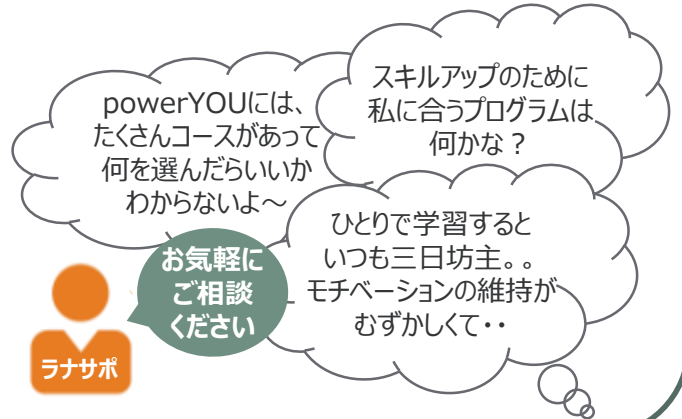 powerYOUには、
たくさんコースがあって
何を選んだらいいか
わからないよ～
スキルアップのために
私に合うプログラムは
何かな？
ひとりで学習すると
いつも三日坊主。。
モチベーションの維持が
むずかしくて・・
お気軽に
ご相談
ください
ラナサポ